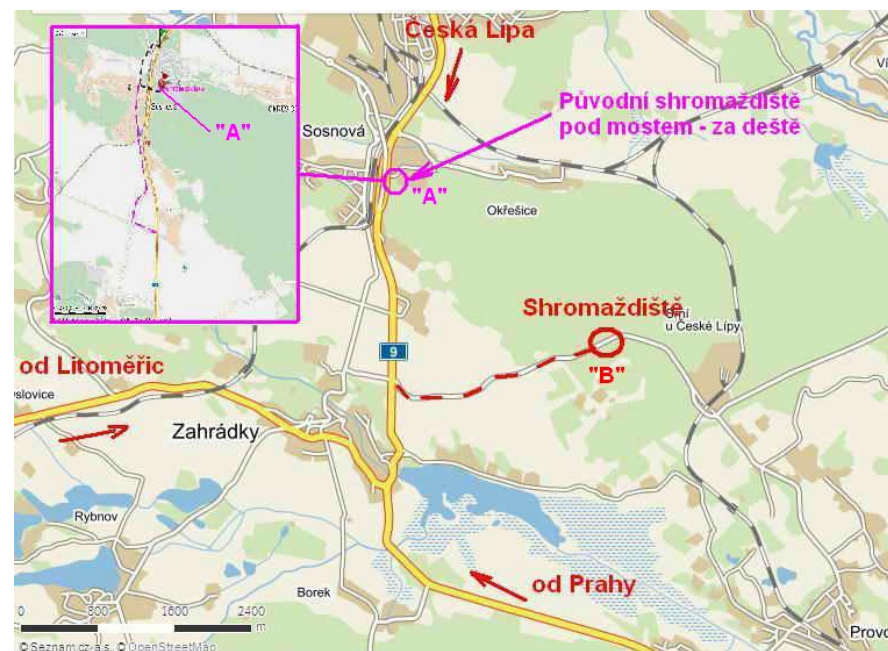 Česká Lípa
Původní shromaždiště
pod mostem - za deště
"A"
Sosnová
"A"
Okřešice
Shromaždiště
Srní
u České Lípy
"B"
9
od Litoměřic
Zahrádky
Rybnov
Borek
od Prahy
0 800 1600 2400
m
© Seznam.cz, a.s., © OpenStreetMap